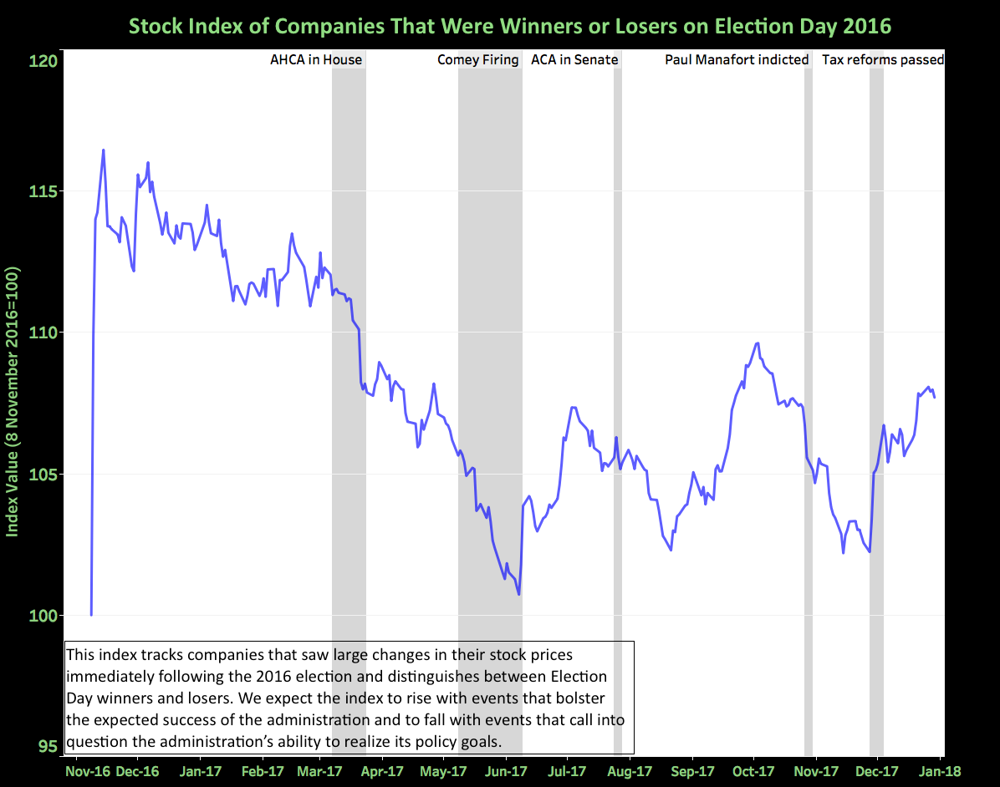 Stock Index of Companies That Were Winners or Losers on Election Day 2016
AHCA in House
Comey Firing
ACA in Senate
Paul Manafort indicted
Tax reforms passed
120
115
110
105
100
95
Index Value (8 November 2016=100)
This index tracks companies that saw large changes in their stock prices
immediately following the 2016 election and distinguishes between Election
Day winners and losers. We expect the index to rise with events that bolster
the expected success of the administration and to fall with events that call into
question the administration's ability to realize its policy goals.
Nov-16 Dec-16 Jan-17 Feb-17 Mar-17 Apr-17 May-17 Jun-17 Jul-17 Aug-17 Sep-17 Oct-17 Nov-17 Dec-17 Jan-18